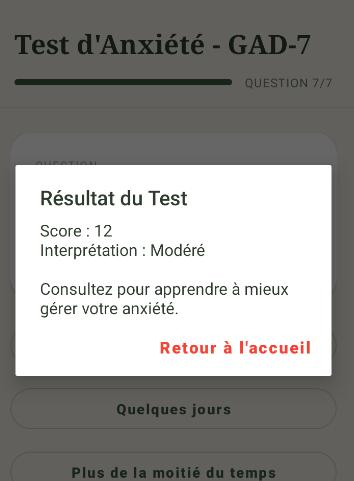 Test d'Anxiété - GAD-7
QUESTION 7/7
QUESTION
Résultat du Test
Score : 12
Interprétation : Modéré
Consultez pour apprendre à mieux
gérer votre anxiété.
Retour à l'accueil
Quelques jours
Plus de la moitié du temps